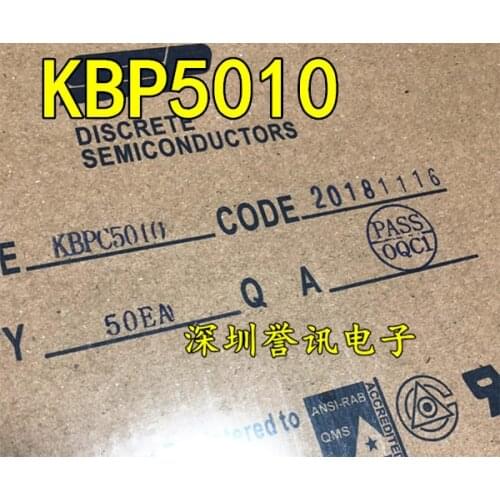 KBP5010
DISCRETE
SEMICONDUCTORS
E KBPC5010 CODE 20181116
PASS
OQC1
Y 50EA Q A
深圳誉讯电子
ered to
ANSI-RAB
QMS
ACCREDITED